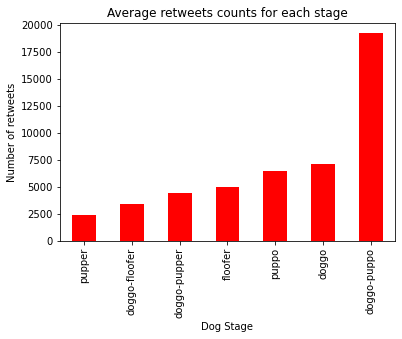 Average retweets counts for each stage
Number of retweets
20000
17500
15000
12500
10000
7500
5000
2500
0
pupper
doggo-floofer
doggo-pupper
floofer
puppo
doggo
doggo-puppo
Dog Stage